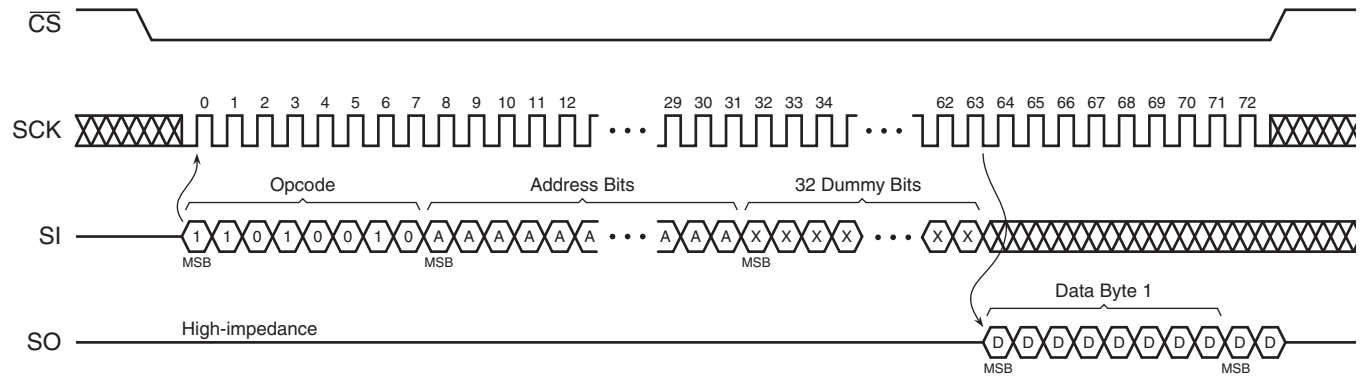 CS
0 1 2 3 4 5 6 7 8 9 10 11 12 29 30 31 32 33 34 62 63 64 65 66 67 68 69 70 71 72
SCK
Opcode Address Bits 32 Dummy Bits
SI 1 1 0 1 0 0 1 0 A A A A A A A A A X X X X X X
MSB MSB MSB
Data Byte 1
High-impedance
SO D D D D D D D D D D
MSB MSB